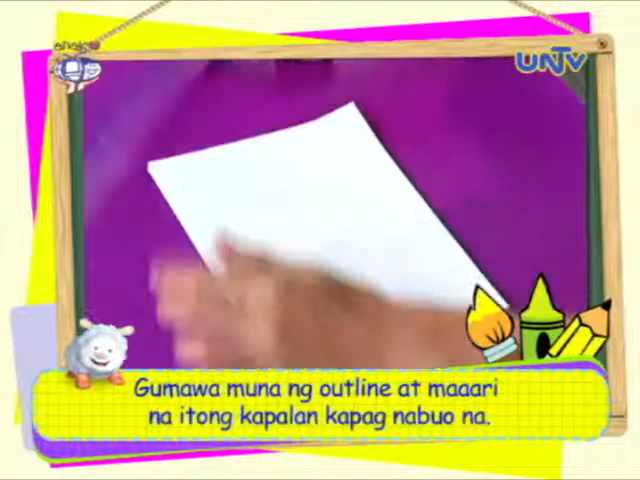 UNTV
Gumawa muna ng outline at maaari
na itong kapalan kapag nabuo na.